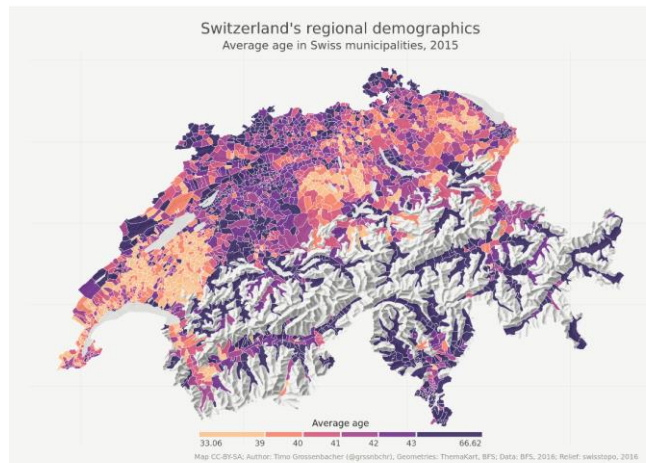 Switzerland's regional demographics
Average age in Swiss municipalities, 2015
Average age
33.06 39 40 41 42 43 66.62
Map CC-BY-SA; Author: Timo Grossenbacher (@grssnbchr), Geometries: ThemaKart, BFS; Data: BFS, 2016; Relief: swisstopo, 2016